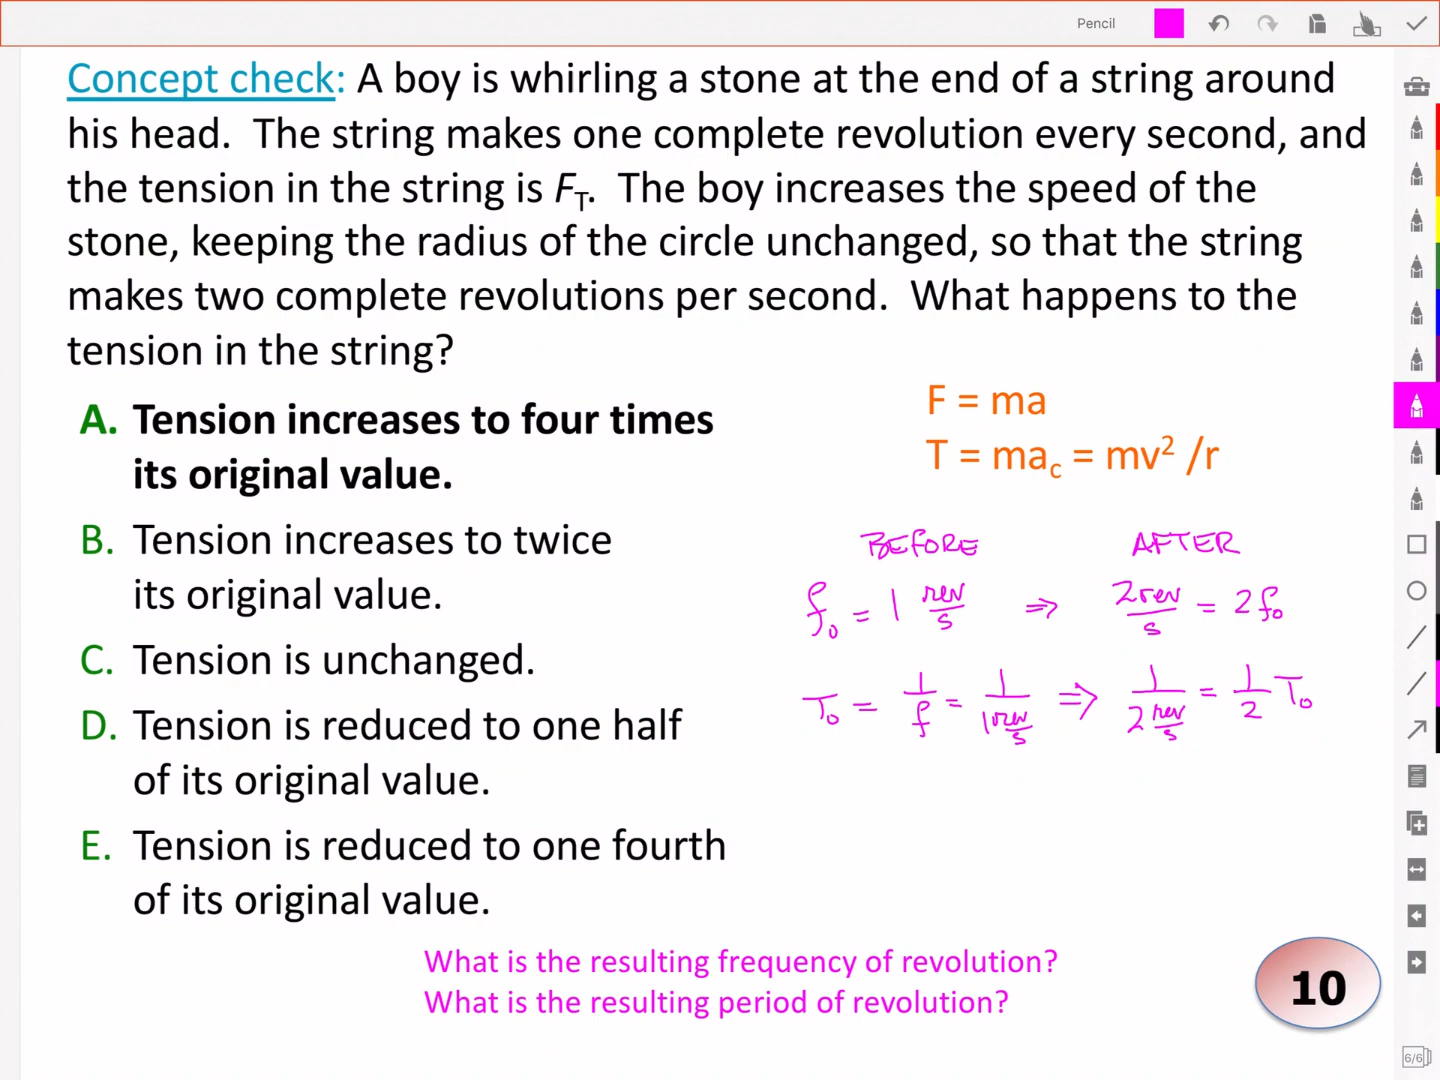 Pencil
Concept check: A boy is whirling a stone at the end of a string around
his head. The string makes one complete revolution every second, and
the tension in the string is F_T. The boy increases the speed of the
stone, keeping the radius of the circle unchanged, so that the string
makes two complete revolutions per second. What happens to the
tension in the string?
A. Tension increases to four times
its original value.
B. Tension increases to twice
its original value.
C. Tension is unchanged.
D. Tension is reduced to one half
of its original value.
E. Tension is reduced to one fourth
of its original value.
F = ma
T = ma_c = mv² /r
BEFORE AFTER
f₀ = 1 rev/s ⇒ 2rev/s = 2f₀
T₀ = 1/f = 1/(1 rev/s) ⇒ 1/(2 rev/s) = 1/2 T₀
What is the resulting frequency of revolution?
What is the resulting period of revolution?
10
6/6